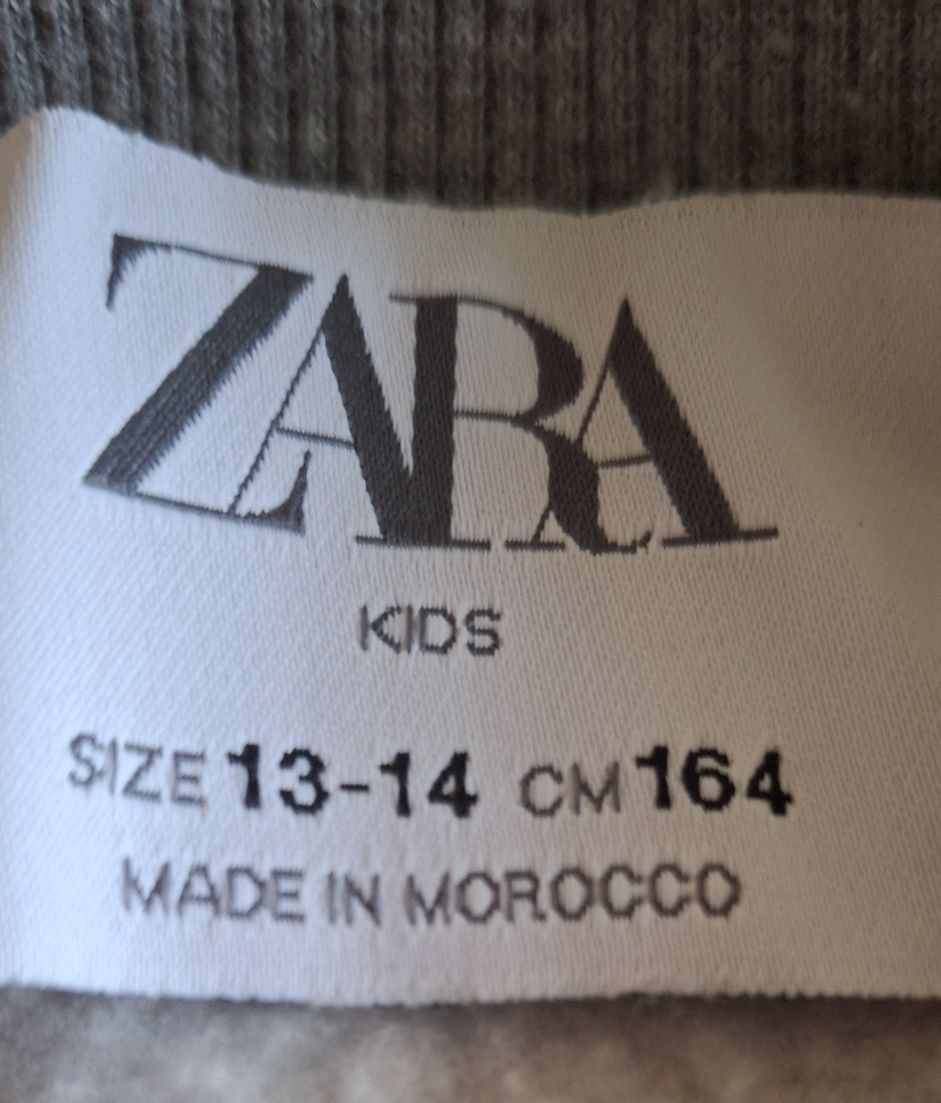 ZARA
KIDS
SIZE 13-14 CM 164
MADE IN MOROCCO